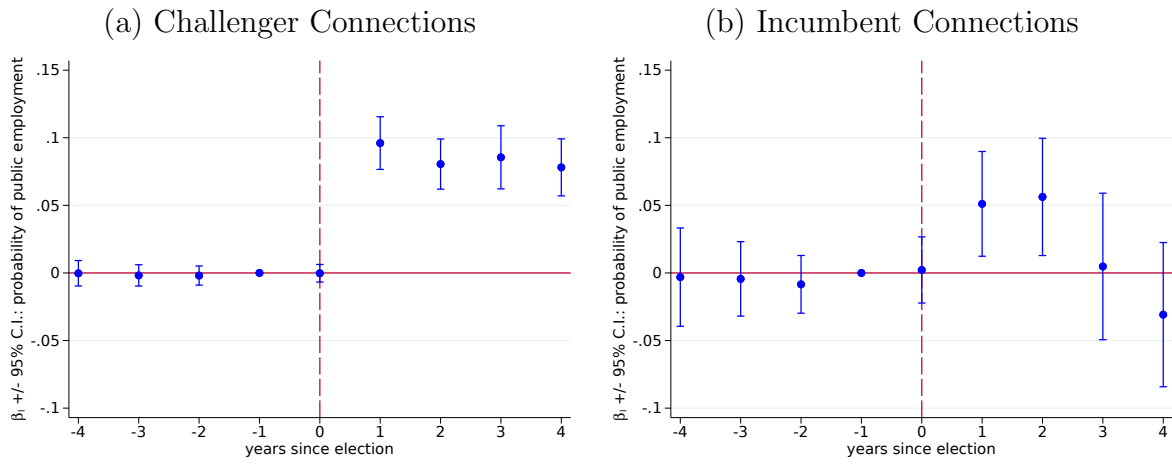 (a) Challenger Connections
βᵢ +/- 95% C.I.: probability of public employment
.15
.1
.05
0
-.05
-.1
-4 -3 -2 -1 0 1 2 3 4
years since election
(b) Incumbent Connections
βᵢ +/- 95% C.I.: probability of public employment
.15
.1
.05
0
-.05
-.1
-4 -3 -2 -1 0 1 2 3 4
years since election